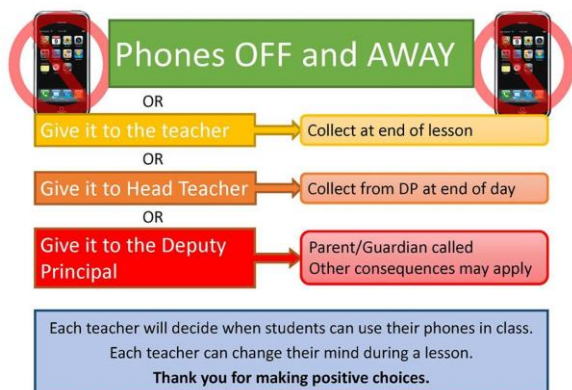 Phones OFF and AWAY
OR
Give it to the teacher
Collect at end of lesson
OR
Give it to Head Teacher
Collect from DP at end of day
OR
Give it to the Deputy
Principal
Parent/Guardian called
Other consequences may apply
Each teacher will decide when students can use their phones in class.
Each teacher can change their mind during a lesson.
Thank you for making positive choices.